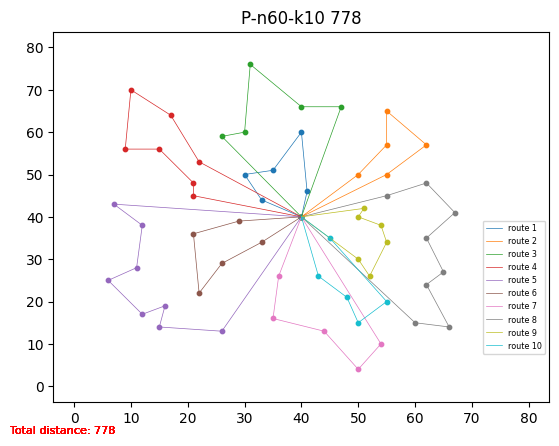 P-n60-k10 778
80
70
60
50
40
30
20
10
0
route 1
route 2
route 3
route 4
route 5
route 6
route 7
route 8
route 9
route 10
0 10 20 30 40 50 60 70 80
Total distance: 778